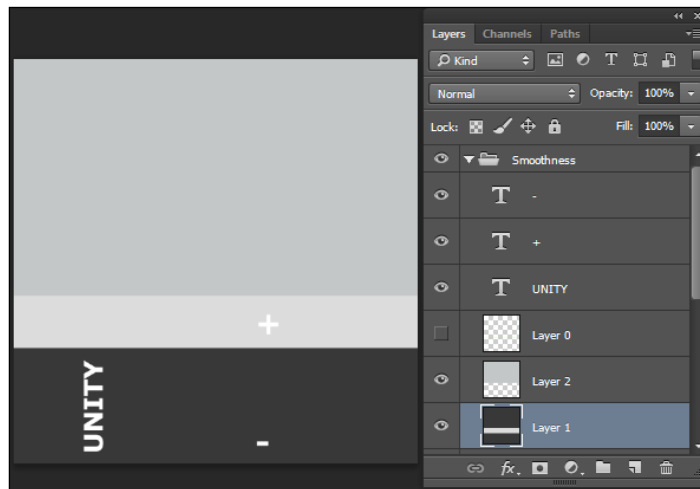 Layers Channels Paths
Kind T
Normal Opacity: 100%
Lock: Fill: 100%
Smoothness
T -
T +
T UNITY
Layer 0
Layer 2
Layer 1
fx.
+
UNITY
-